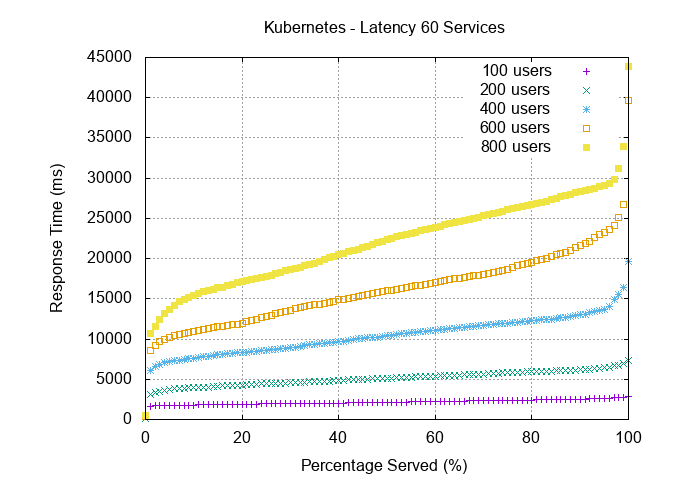 Kubernetes - Latency 60 Services
45000
40000
35000
30000
25000
20000
15000
10000
5000
0
Response Time (ms)
100 users
200 users
400 users
600 users
800 users
0 20 40 60 80 100
Percentage Served (%)